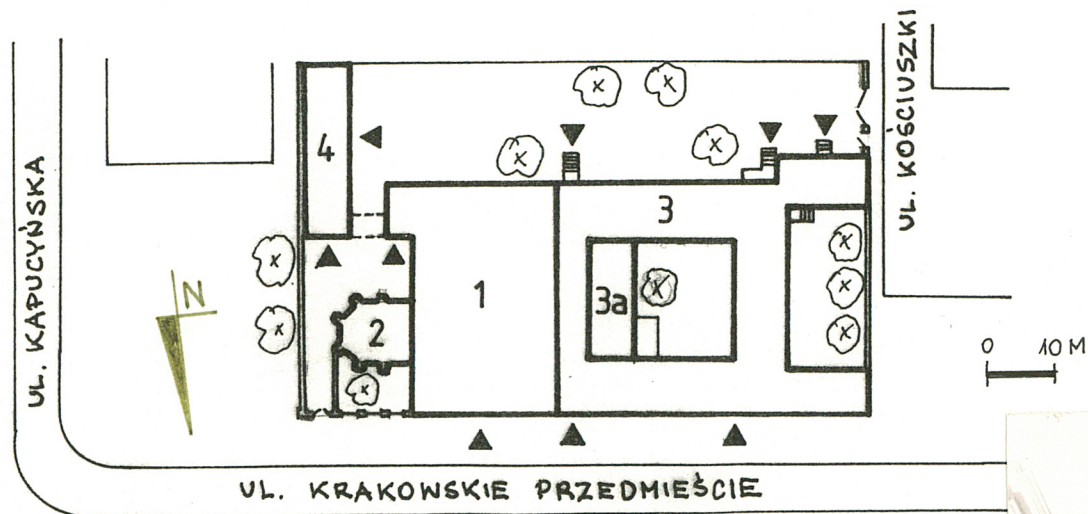 UL. KAPUCYŃSKA
UL. KOŚCIUSZKI
4
3
1
3a
2
N
0 10 M
UL. KRAKOWSKIE PRZEDMIEŚCIE